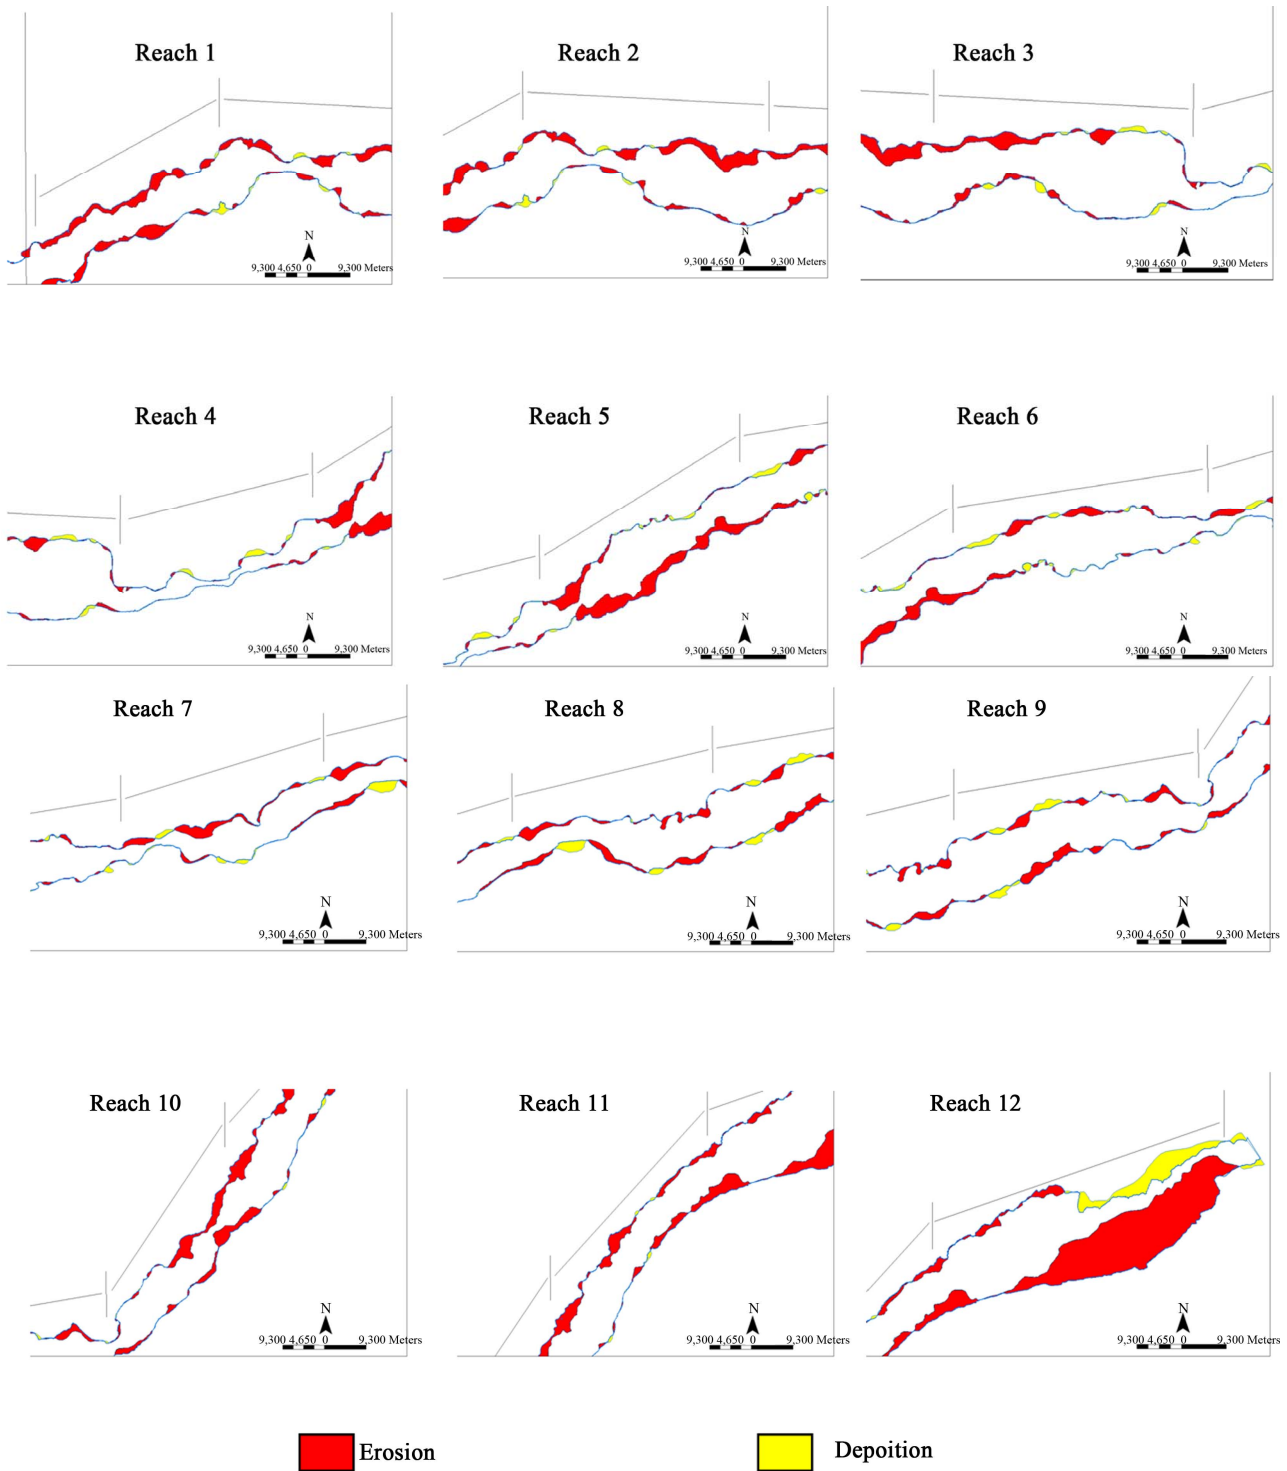 Reach 1
Reach 2
Reach 3
N
9,300 4,650 0 9,300 Meters
N
9,300 4,650 0 9,300 Meters
N
9,300 4,650 0 9,300 Meters
Reach 4
Reach 5
Reach 6
N
9,300 4,650 0 9,300 Meters
N
9,300 4,650 0 9,300 Meters
N
9,300 4,650 0 9,300 Meters
Reach 7
Reach 8
Reach 9
N
9,300 4,650 0 9,300 Meters
N
9,300 4,650 0 9,300 Meters
N
9,300 4,650 0 9,300 Meters
Reach 10
Reach 11
Reach 12
N
9,300 4,650 0 9,300 Meters
N
9,300 4,650 0 9,300 Meters
N
9,300 4,650 0 9,300 Meters
Erosion
Depoition